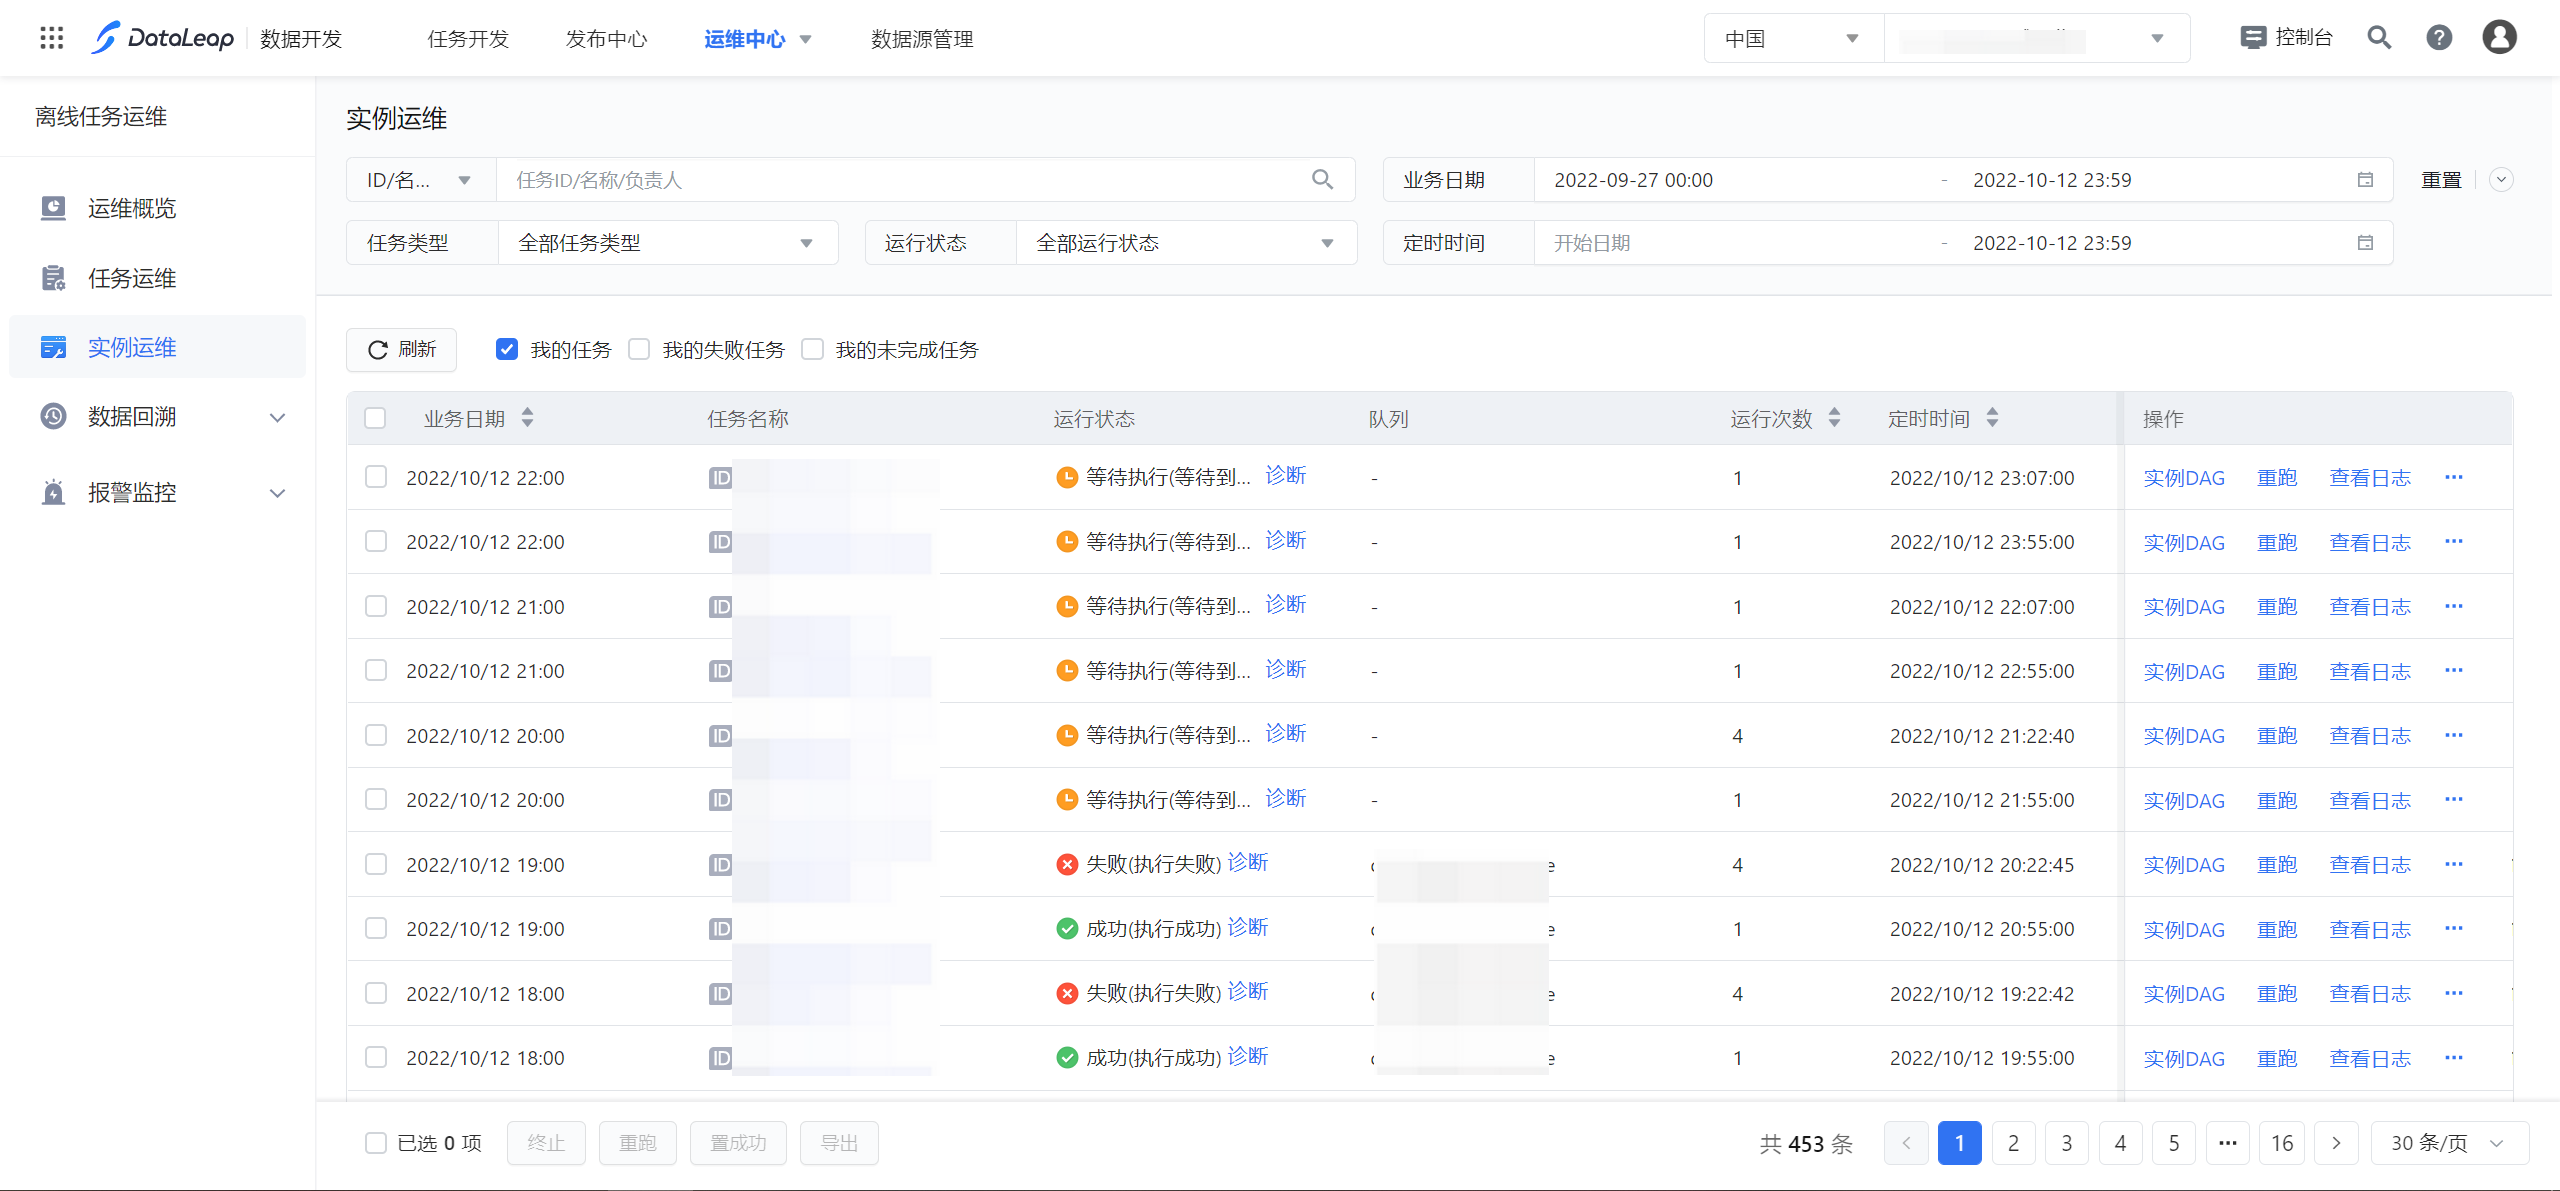 DataLeap 数据开发 任务开发 发布中心 运维中心 数据源管理 中国 控制台
离线任务运维
运维概览
任务运维
实例运维
数据回溯
报警监控
实例运维
ID/名... 任务ID/名称/负责人 业务日期 2022-09-27 00:00 - 2022-10-12 23:59 重置
任务类型 全部任务类型 运行状态 全部运行状态 定时时间 开始日期 - 2022-10-12 23:59
刷新 我的任务 我的失败任务 我的未完成任务
业务日期 任务名称 运行状态 队列 运行次数 定时时间 操作
2022/10/12 22:00 ID 等待执行(等待到... 诊断 - 1 2022/10/12 23:07:00 实例DAG 重跑 查看日志 ...
2022/10/12 22:00 ID 等待执行(等待到... 诊断 - 1 2022/10/12 23:55:00 实例DAG 重跑 查看日志 ...
2022/10/12 21:00 ID 等待执行(等待到... 诊断 - 1 2022/10/12 22:07:00 实例DAG 重跑 查看日志 ...
2022/10/12 21:00 ID 等待执行(等待到... 诊断 - 1 2022/10/12 22:55:00 实例DAG 重跑 查看日志 ...
2022/10/12 20:00 ID 等待执行(等待到... 诊断 - 4 2022/10/12 21:22:40 实例DAG 重跑 查看日志 ...
2022/10/12 20:00 ID 等待执行(等待到... 诊断 - 1 2022/10/12 21:55:00 实例DAG 重跑 查看日志 ...
2022/10/12 19:00 ID 失败(执行失败) 诊断 e 4 2022/10/12 20:22:45 实例DAG 重跑 查看日志 ...
2022/10/12 19:00 ID 成功(执行成功) 诊断 e 1 2022/10/12 20:55:00 实例DAG 重跑 查看日志 ...
2022/10/12 18:00 ID 失败(执行失败) 诊断 e 4 2022/10/12 19:22:42 实例DAG 重跑 查看日志 ...
2022/10/12 18:00 ID 成功(执行成功) 诊断 e 1 2022/10/12 19:55:00 实例DAG 重跑 查看日志 ...
已选 0 项 终止 重跑 置成功 导出 共 453 条 1 2 3 4 5 ... 16 30 条/页